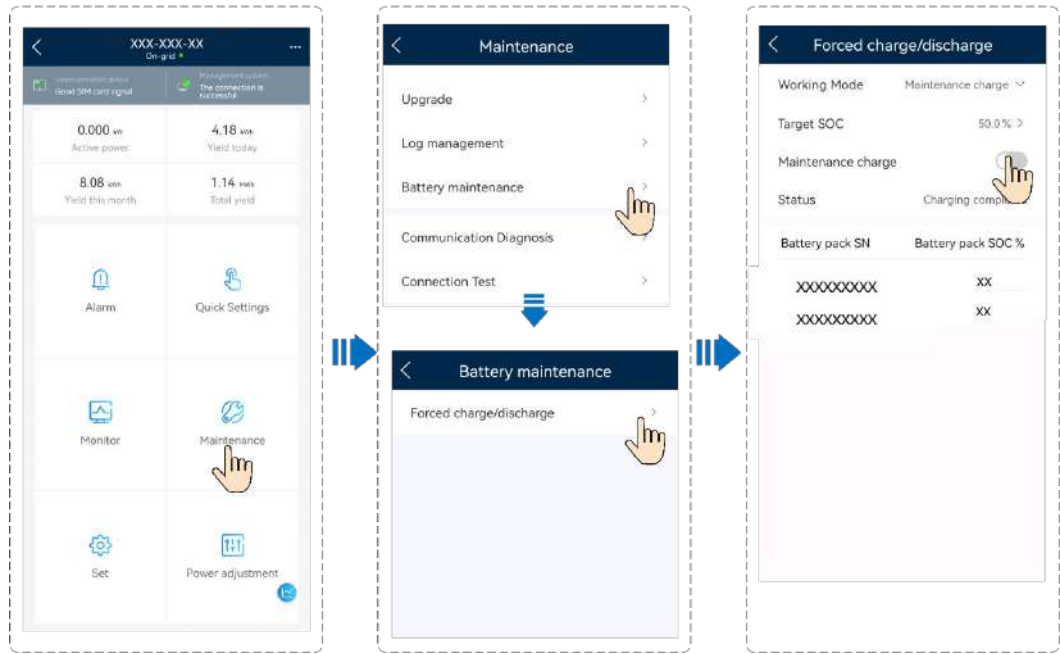 XXX-XXX-XX
On-grid
Good SIM card signal
Management system
The connection is
successful
0.000 kW
4.18 kWh
Active power
Yield today
8.08 kWh
1.14 MWh
Yield this month
Total yield
Alarm
Quick Settings
Monitor
Maintenance
Set
Power adjustment
Maintenance
Upgrade
Log management
Battery maintenance
Communication Diagnosis
Connection Test
Battery maintenance
Forced charge/discharge
Forced charge/discharge
Working Mode
Maintenance charge
Target SOC
50.0%
Maintenance charge
Status
Charging
Battery pack SN
Battery pack SOC %
XXXXXXXXX
XX
XXXXXXXXX
XX